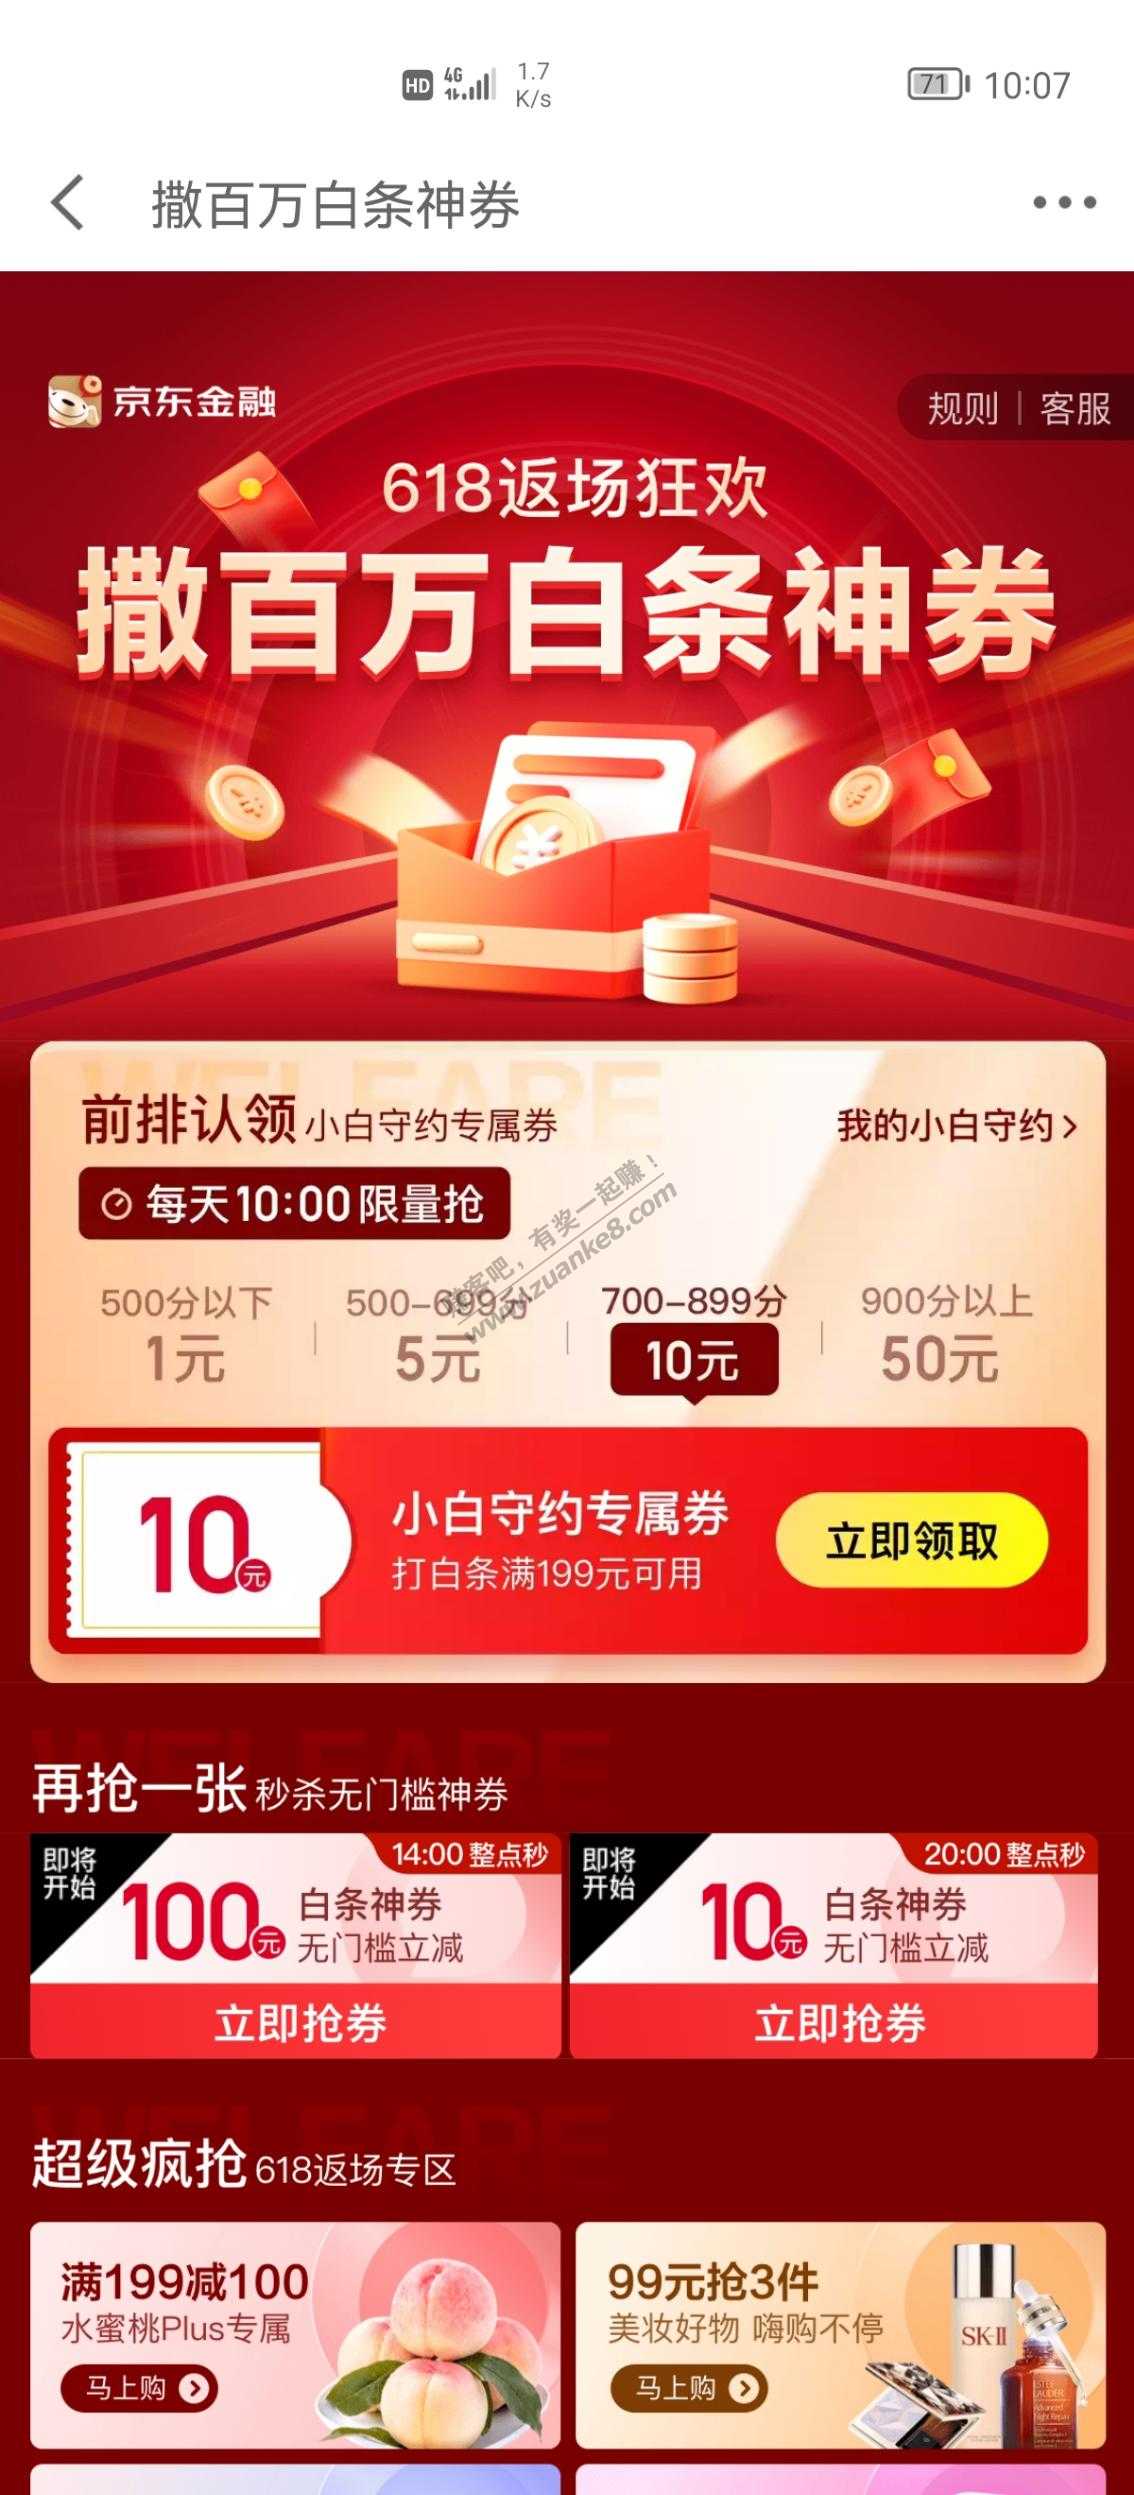 HD 4G 1.7 K/s 71 10:07
撒百万白条神券
京东金融
规则 | 客服
618返场狂欢
撒百万白条神券
WELFARE
前排认领 小白守约专属券
我的小白守约
每天10:00限量抢
赚客吧，有奖一起赚！
www.zuanke8.com
500分以下 500-699分 700-899分 900分以上
1元 5元 10元 50元
10元
小白守约专属券
打白条满199元可用
立即领取
WELFARE
再抢一张 秒杀无门槛神券
即将开始
14:00 整点秒
100元
白条神券
无门槛立减
立即抢券
即将开始
20:00 整点秒
10元
白条神券
无门槛立减
立即抢券
WELFARE
超级疯抢 618返场专区
满199减100
水蜜桃Plus专属
马上购
99元抢3件
美妆好物 嗨购不停
马上购
SK-II
ESTEE
LAUDER
Advanced
Night Repair